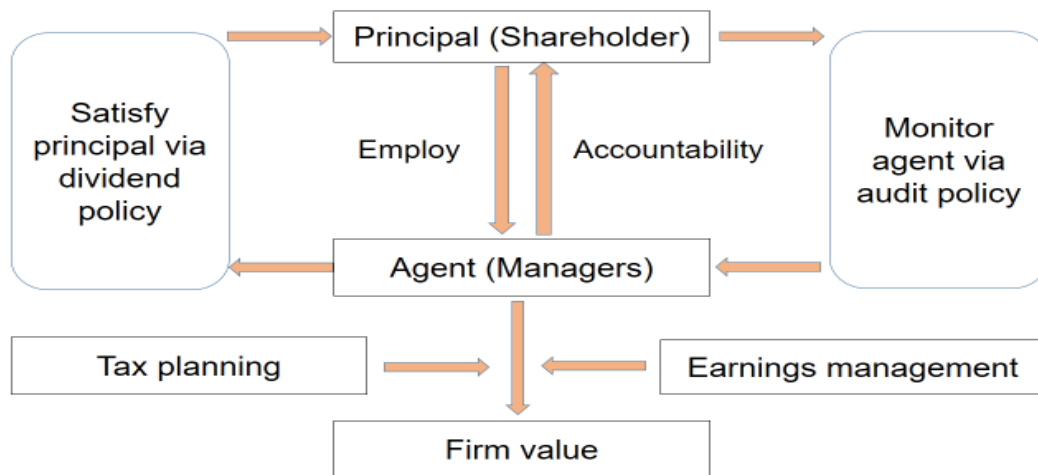 Principal (Shareholder)
Satisfy
principal via
dividend
policy
Employ
Accountability
Monitor
agent via
audit policy
Agent (Managers)
Tax planning
Earnings management
Firm value